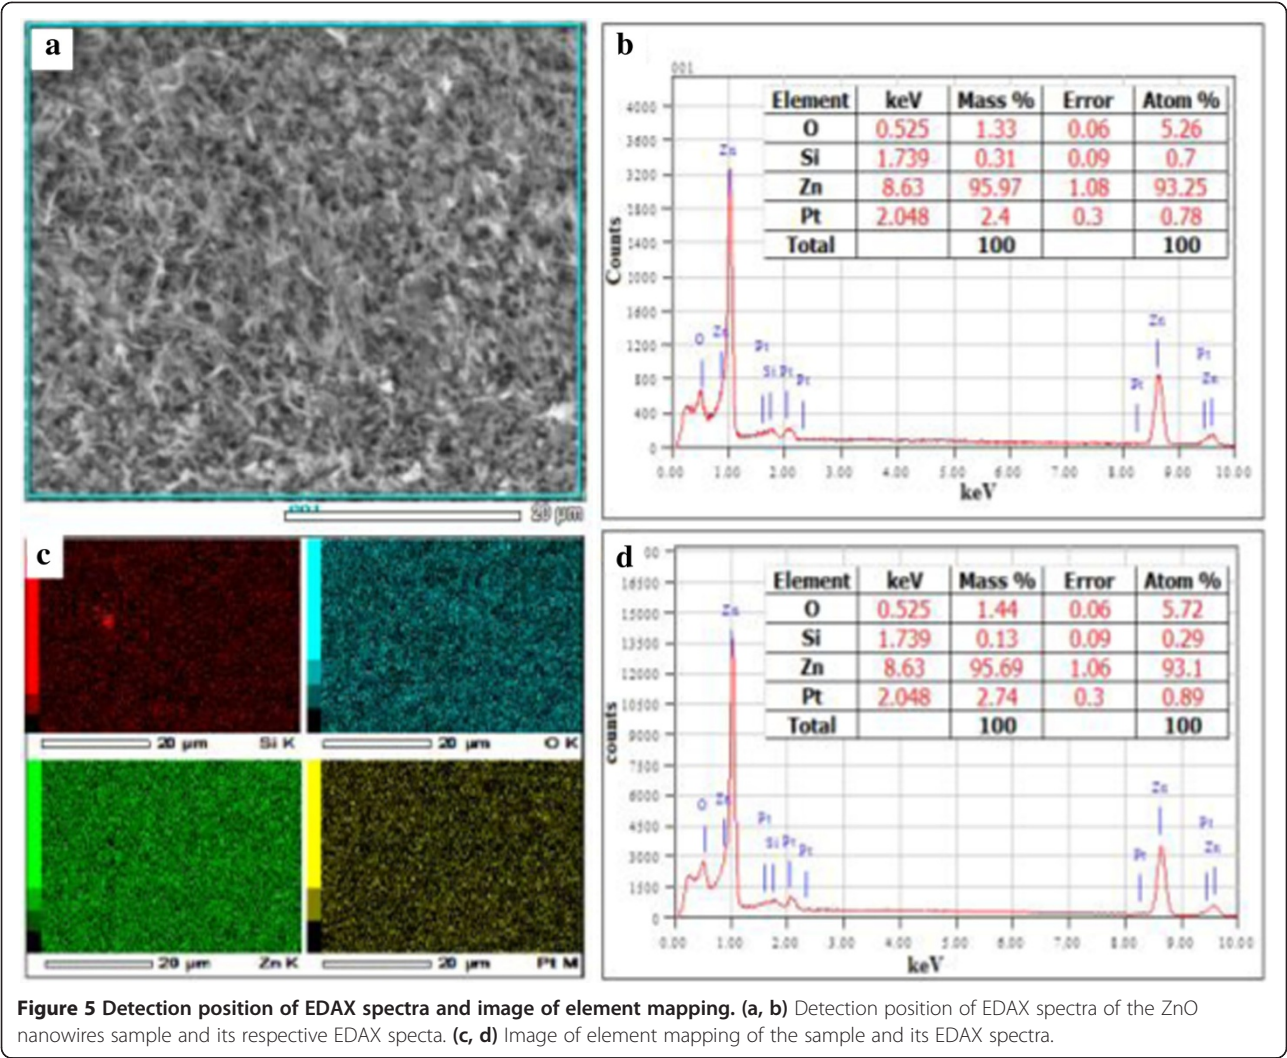 a
20 µm
b
001
Element keV Mass % Error Atom %
O 0.525 1.33 0.06 5.26
Si 1.739 0.31 0.09 0.7
Zn 8.63 95.97 1.08 93.25
Pt 2.048 2.4 0.3 0.78
Total 100 100
4000
3600
3200
2800
2400
2000
1600
1200
800
400
0
Counts
Zn
O
Zn
Pt
Si
Pt
Pt
Pt
Zn
Pt
Zn
0.00 1.00 2.00 3.00 4.00 5.00 6.00 7.00 8.00 9.00 10.00
keV
c
20 µm Si K
20 µm O K
20 µm Zn K
20 µm Pt M
d
Element keV Mass % Error Atom %
O 0.525 1.44 0.06 5.72
Si 1.739 0.13 0.09 0.29
Zn 8.63 95.69 1.06 93.1
Pt 2.048 2.74 0.3 0.89
Total 100 100
00
16500
15000
13500
12000
10500
9000
7500
6000
4500
3000
1500
0
counts
Zn
O
Zn
Pt
Si
Pt
Pt
Pt
Zn
Pt
Zn
0.00 1.00 2.00 3.00 4.00 5.00 6.00 7.00 8.00 9.00 10.00
keV
Figure 5 Detection position of EDAX spectra and image of element mapping. (a, b) Detection position of EDAX spectra of the ZnO
nanowires sample and its respective EDAX specta. (c, d) Image of element mapping of the sample and its EDAX spectra.